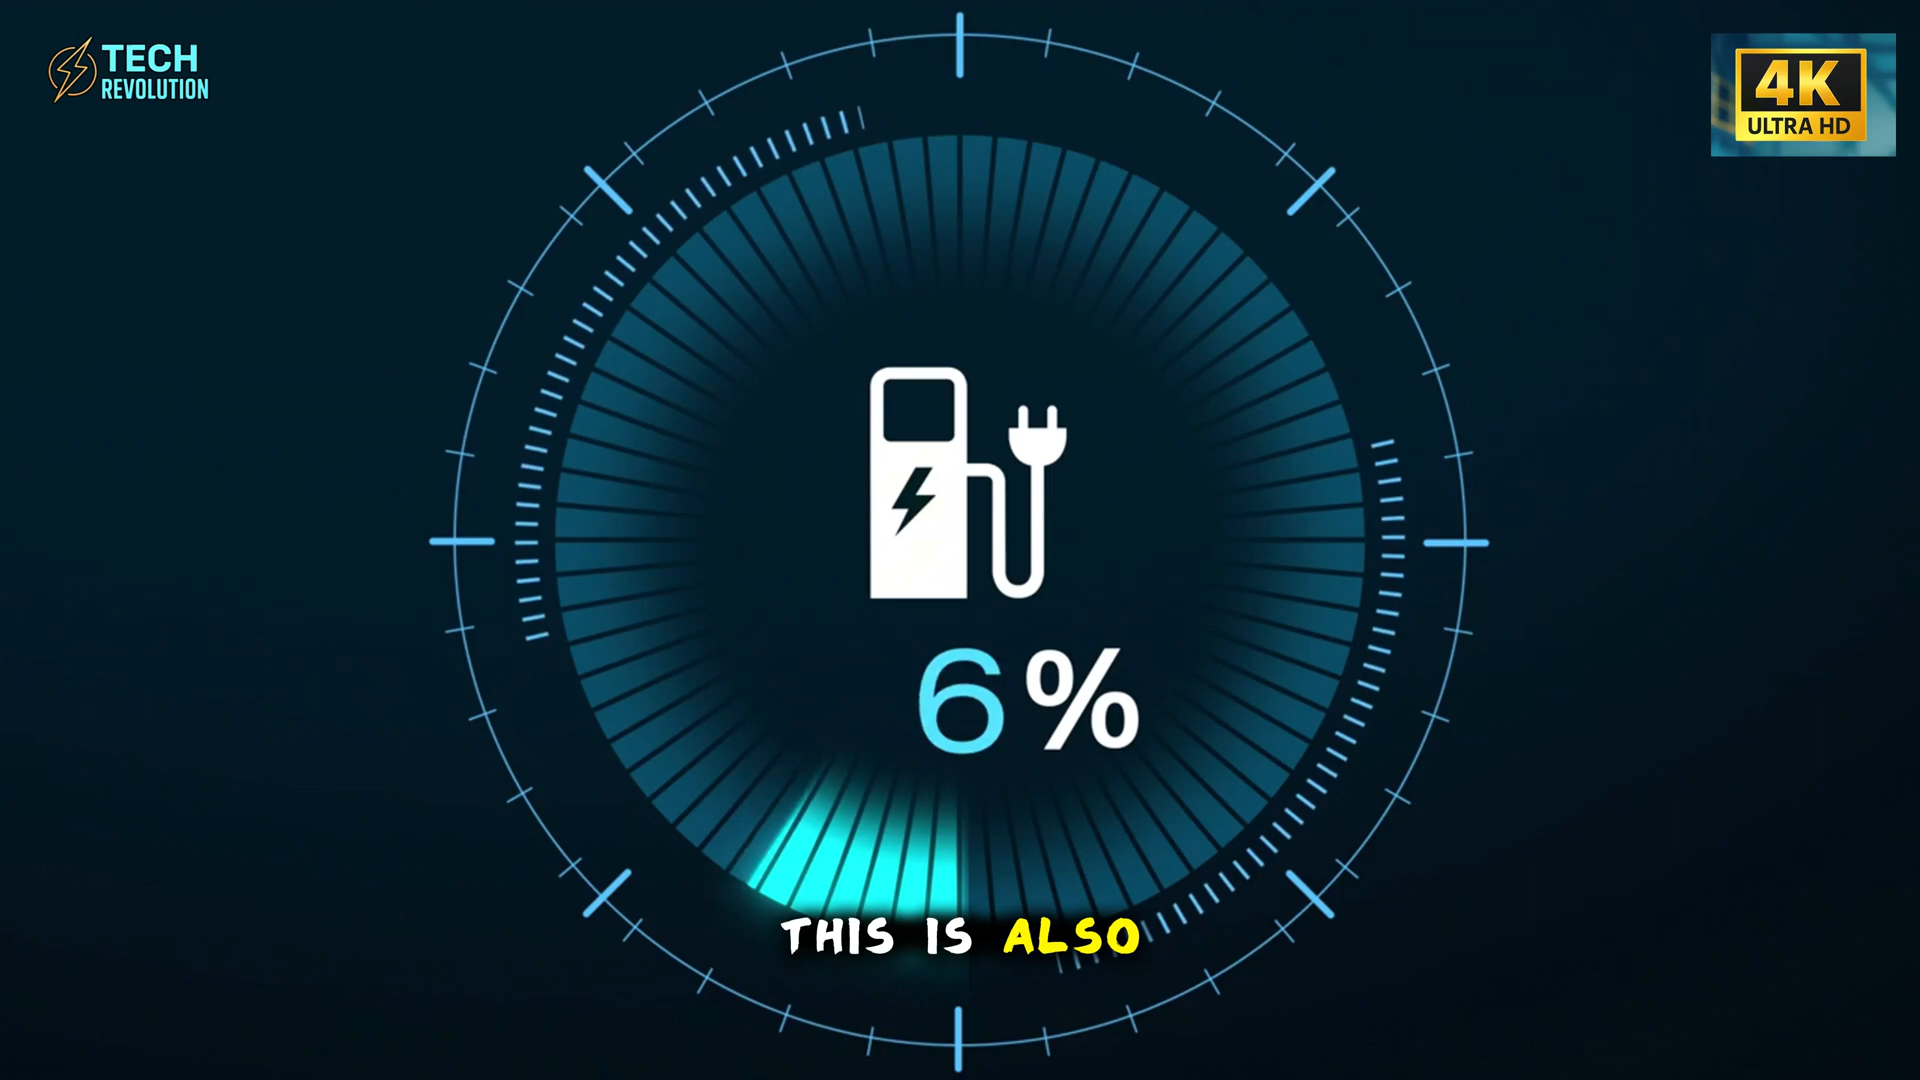 TECH
REVOLUTION
4K
ULTRA HD
6%
THIS IS ALSO